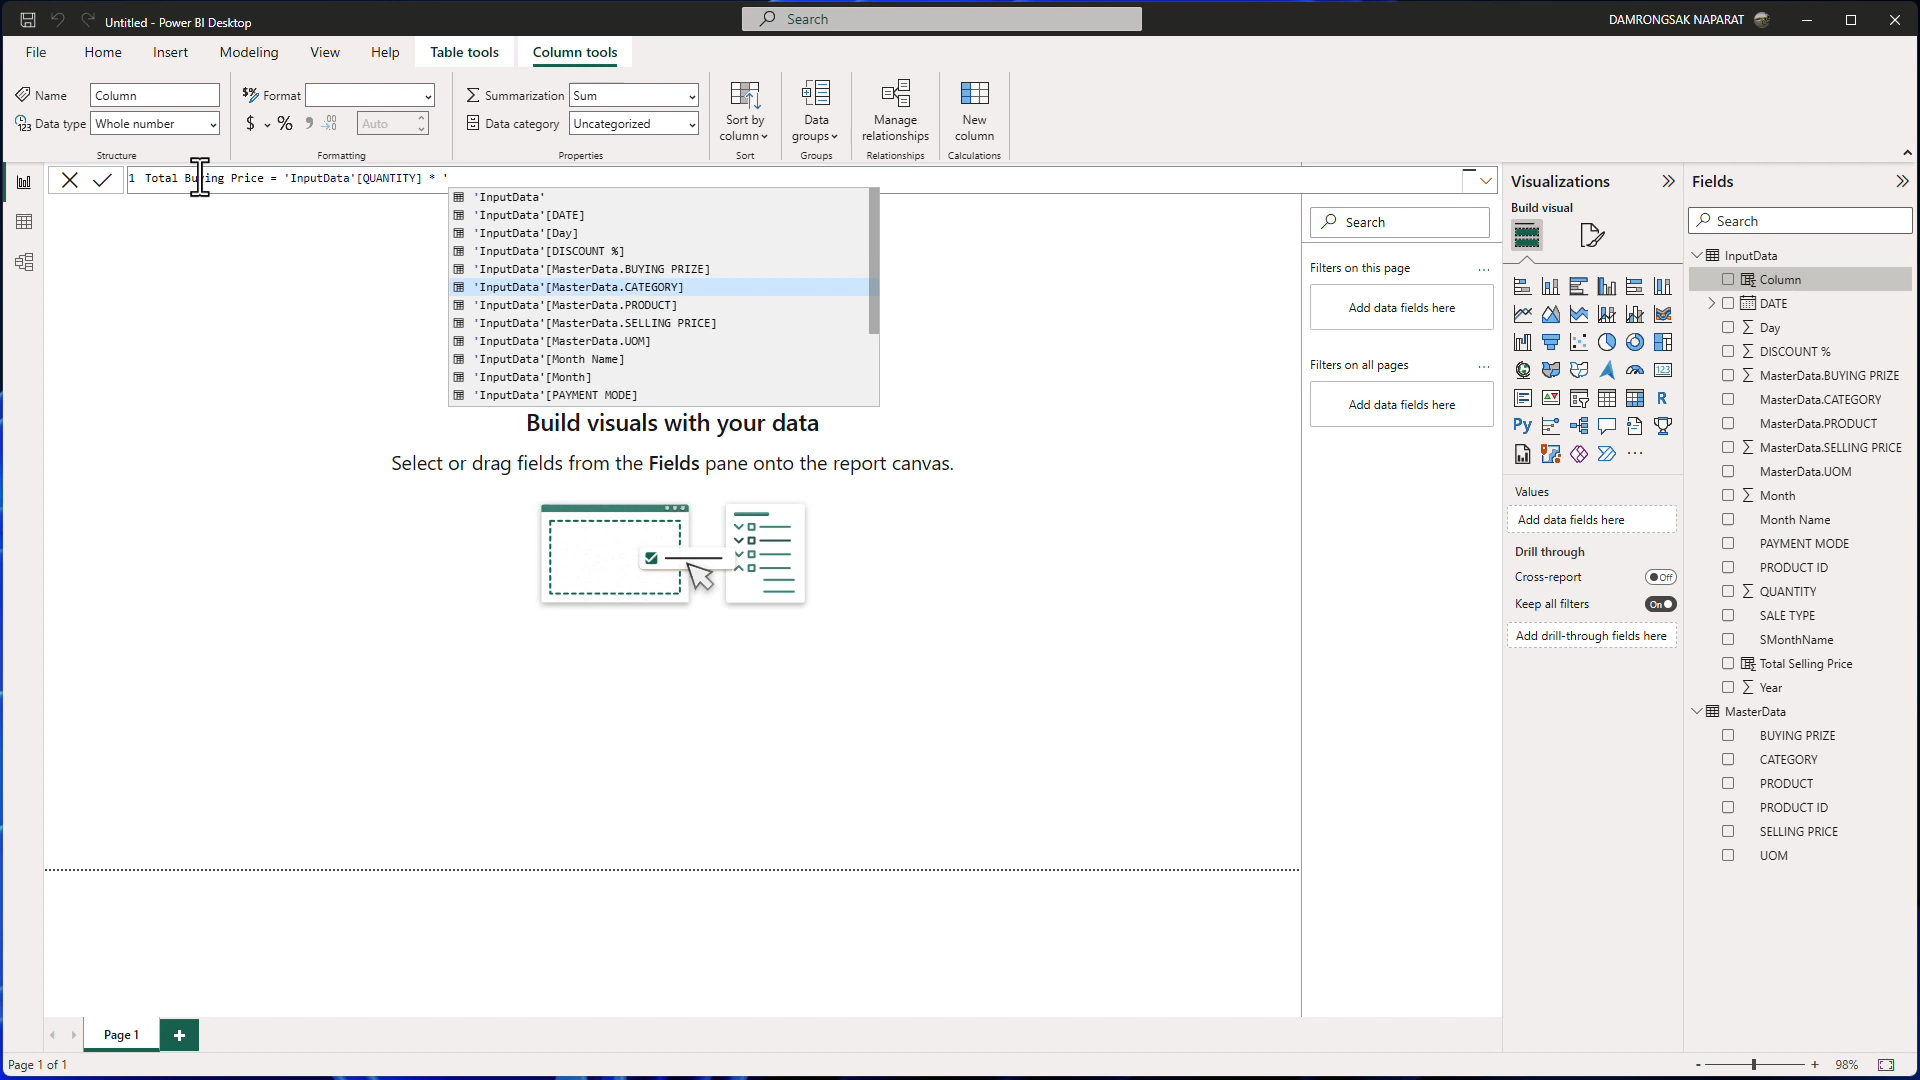 Untitled - Power BI Desktop
Search
DAMRONGSAK NAPARAT
File Home Insert Modeling View Help Table tools Column tools
Name Column
Data type Whole number
Structure
Format
$ % 9 .00 Auto
Formatting
Summarization Sum
Data category Uncategorized
Properties
Sort by column
Sort
Data groups
Groups
Manage relationships
Relationships
New column
Calculations
1 Total Buying Price = 'InputData'[QUANTITY] * '
'InputData'
'InputData'[DATE]
'InputData'[Day]
'InputData'[DISCOUNT %]
'InputData'[MasterData.BUYING PRIZE]
'InputData'[MasterData.CATEGORY]
'InputData'[MasterData.PRODUCT]
'InputData'[MasterData.SELLING PRICE]
'InputData'[MasterData.UOM]
'InputData'[Month Name]
'InputData'[Month]
'InputData'[PAYMENT MODE]
Build visuals with your data
Select or drag fields from the Fields pane onto the report canvas.
Search
Filters on this page ...
Add data fields here
Filters on all pages ...
Add data fields here
Visualizations
Build visual
123
R
Py
...
Values
Add data fields here
Drill through
Cross-report Off
Keep all filters On
Add drill-through fields here
Fields
Search
InputData
Column
DATE
Day
DISCOUNT %
MasterData.BUYING PRIZE
MasterData.CATEGORY
MasterData.PRODUCT
MasterData.SELLING PRICE
MasterData.UOM
Month
Month Name
PAYMENT MODE
PRODUCT ID
QUANTITY
SALE TYPE
SMonthName
Total Selling Price
Year
MasterData
BUYING PRIZE
CATEGORY
PRODUCT
PRODUCT ID
SELLING PRICE
UOM
Page 1
+
Page 1 of 1
- + 98%